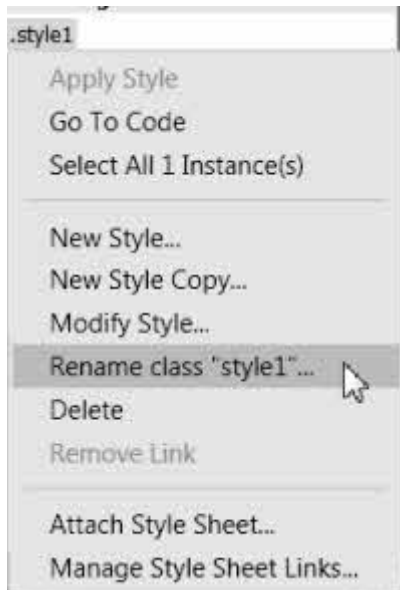 .style1
Apply Style
Go To Code
Select All 1 Instance(s)
New Style...
New Style Copy...
Modify Style...
Rename class "style1"...
Delete
Remove Link
Attach Style Sheet...
Manage Style Sheet Links...